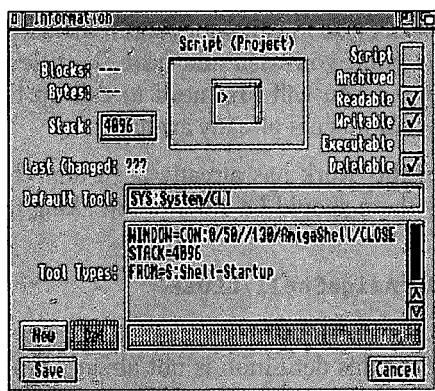 Information
Script (Project)
Blocks: ---
Bytes: ---
Stack: 4096
Last Changed: ???
Script
Archived
Readable
Writable
Executable
Deletable
Default Tool: SYS:System/CLI
Tool Types: WINDOW=CON:0/50//130/AmigaShell/CLOSE
STACK=4096
FROM=S:Shell-Startup
New Del
Save Cancel